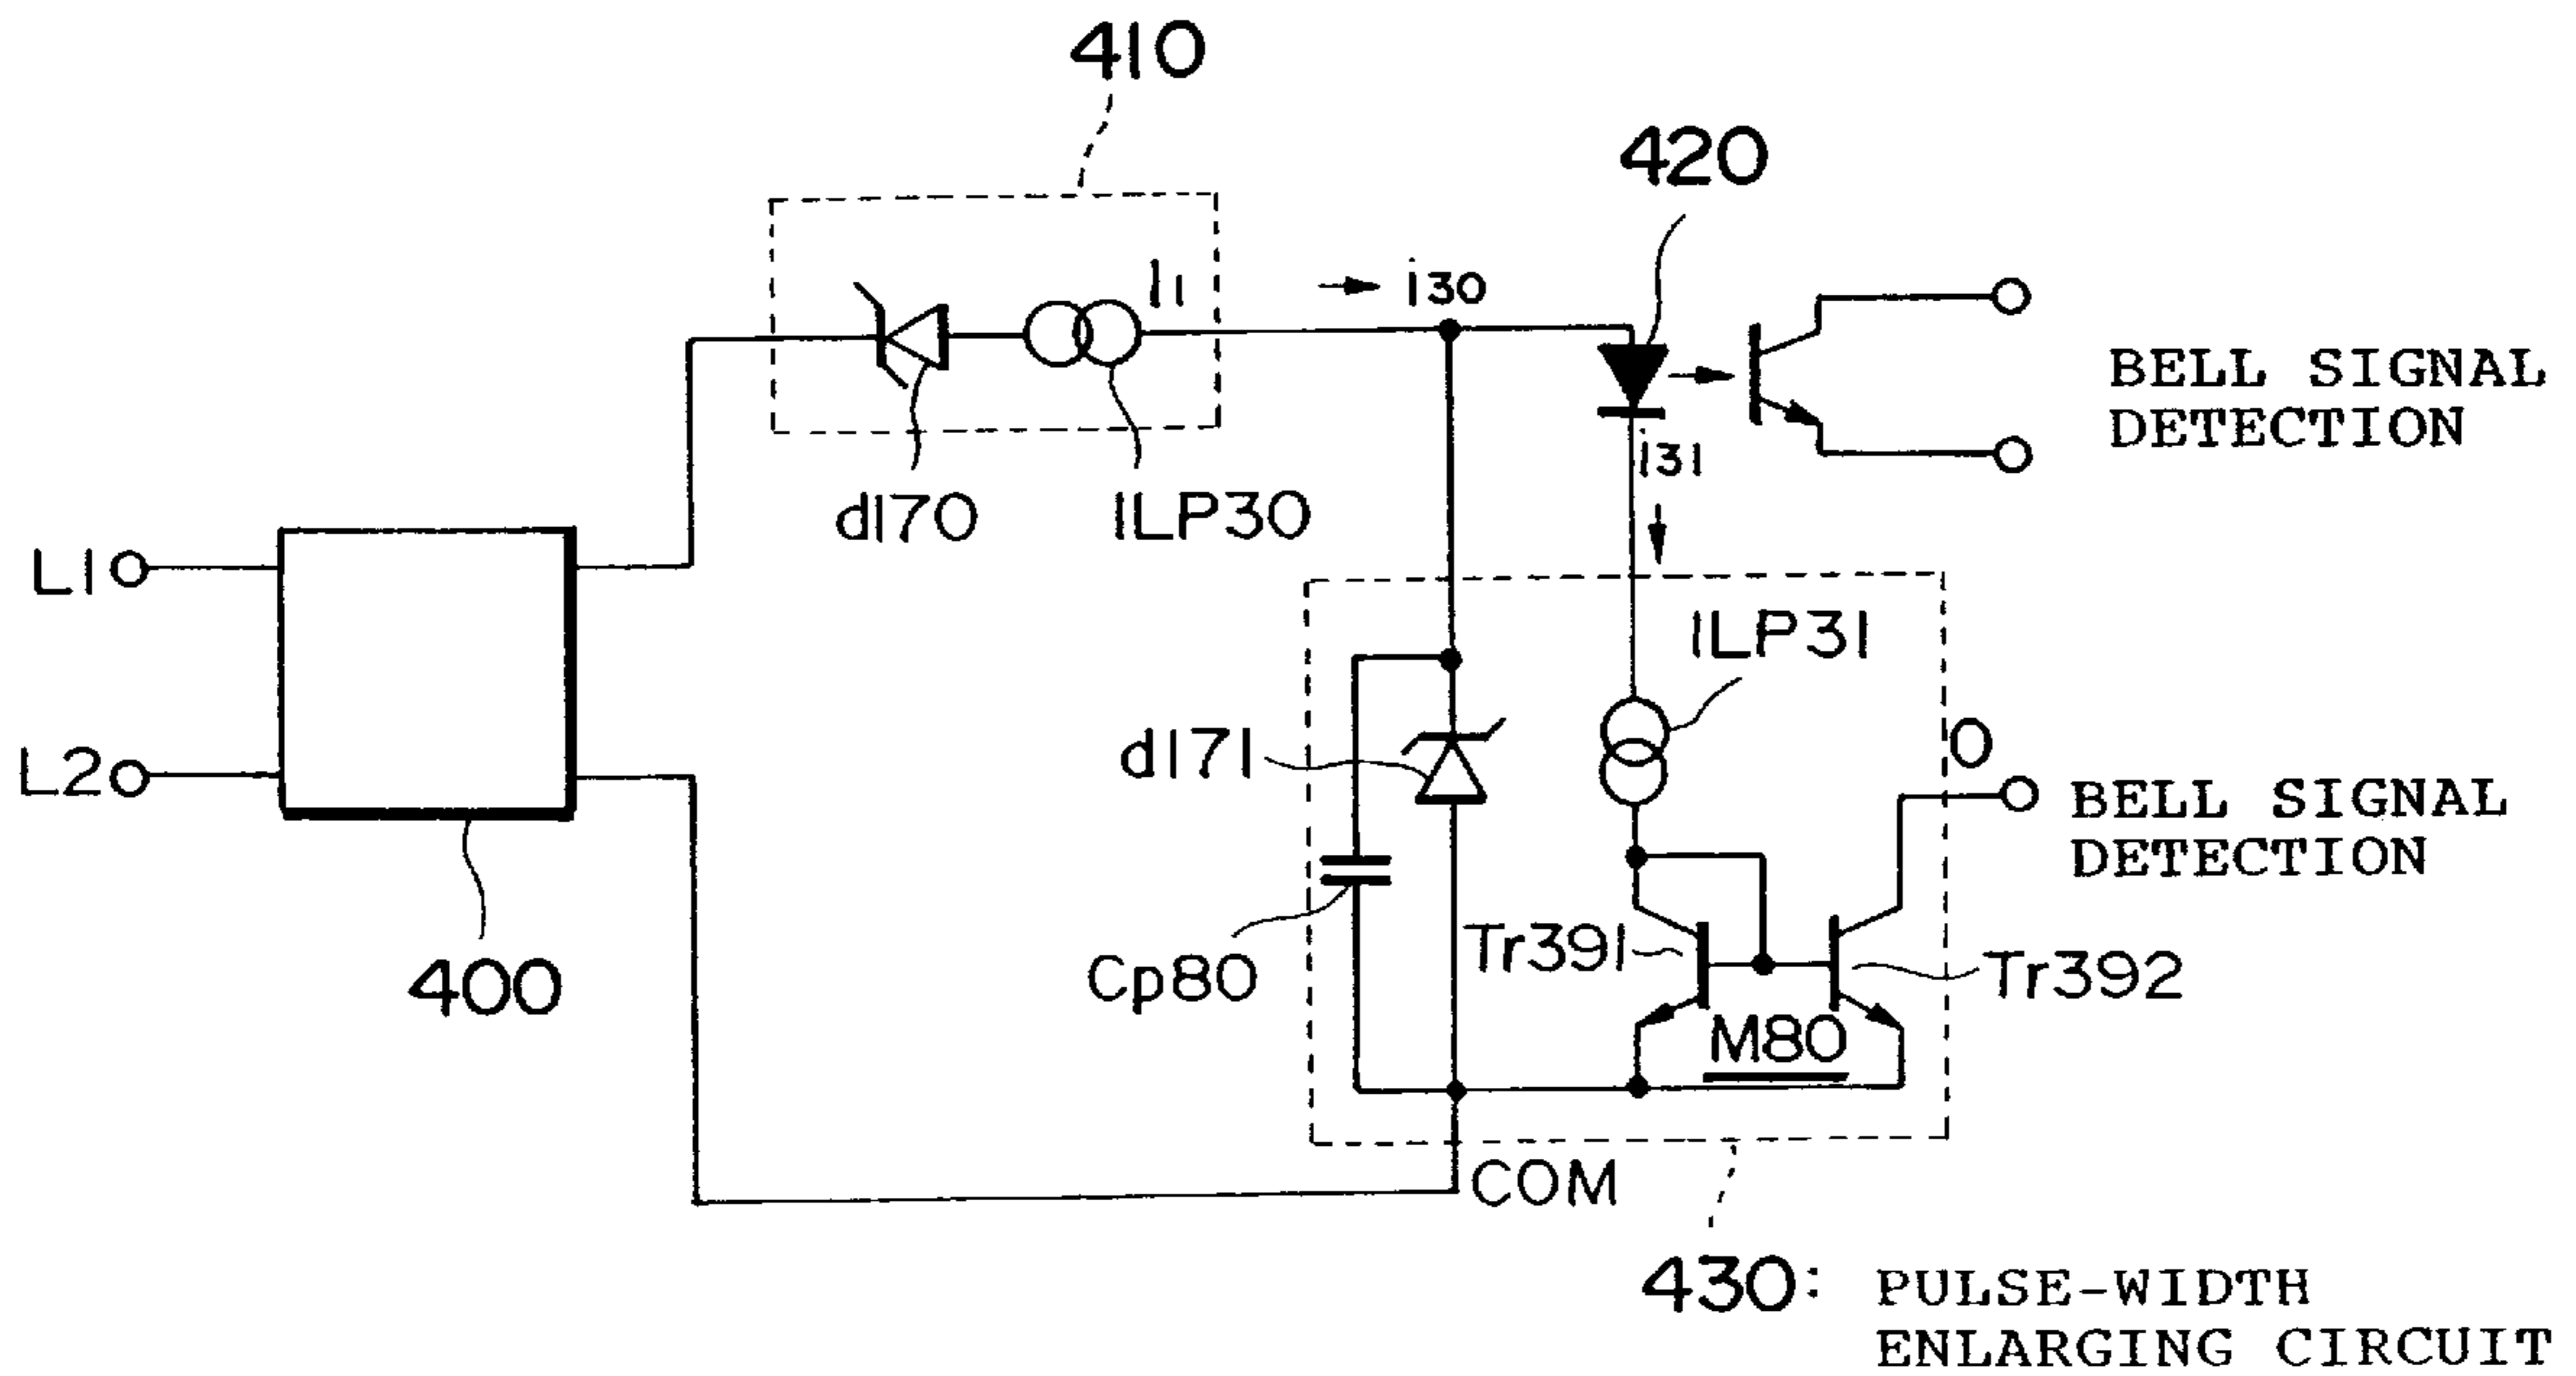 410
420
I1
i30
BELL SIGNAL
DETECTION
i31
d170
ILP30
L1
ILP31
O
L2
d171
BELL SIGNAL
DETECTION
400
Cp80
Tr391
Tr392
M80
COM
430: PULSE-WIDTH
ENLARGING CIRCUIT